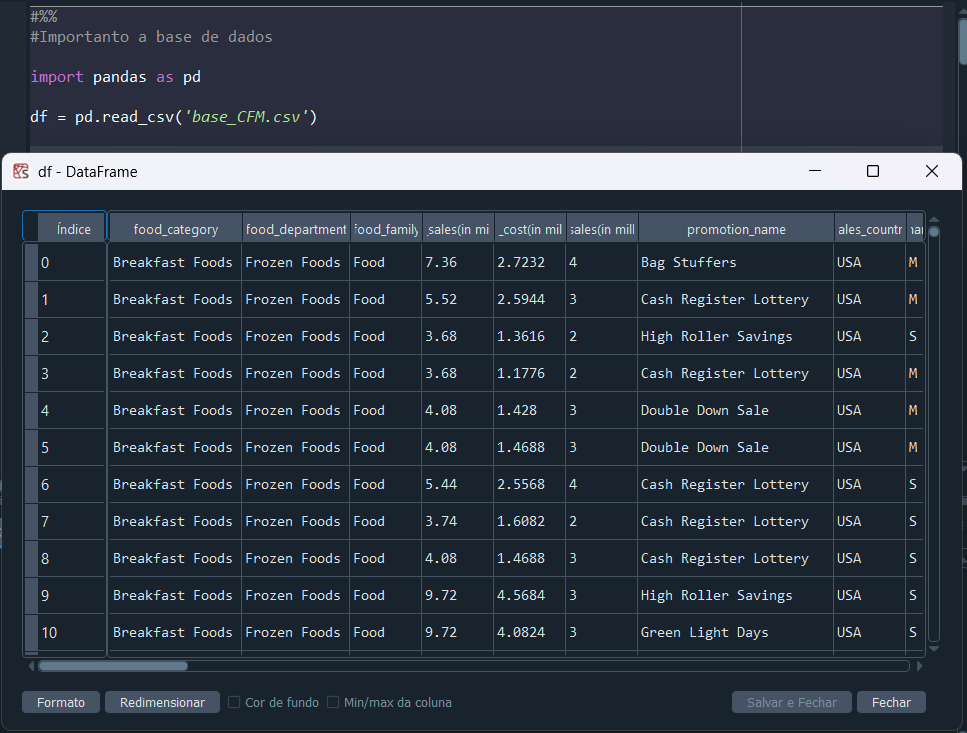 #%%
#Importanto a base de dados
import pandas as pd
df = pd.read_csv('base_CFM.csv')
df - DataFrame
Índice food_category food_department food_family _sales(in mi _cost(in mil sales(in mill promotion_name ales_countr
0 Breakfast Foods Frozen Foods Food 7.36 2.7232 4 Bag Stuffers USA M
1 Breakfast Foods Frozen Foods Food 5.52 2.5944 3 Cash Register Lottery USA M
2 Breakfast Foods Frozen Foods Food 3.68 1.3616 2 High Roller Savings USA S
3 Breakfast Foods Frozen Foods Food 3.68 1.1776 2 Cash Register Lottery USA M
4 Breakfast Foods Frozen Foods Food 4.08 1.428 3 Double Down Sale USA M
5 Breakfast Foods Frozen Foods Food 4.08 1.4688 3 Double Down Sale USA M
6 Breakfast Foods Frozen Foods Food 5.44 2.5568 4 Cash Register Lottery USA S
7 Breakfast Foods Frozen Foods Food 3.74 1.6082 2 Cash Register Lottery USA S
8 Breakfast Foods Frozen Foods Food 4.08 1.4688 3 Cash Register Lottery USA S
9 Breakfast Foods Frozen Foods Food 9.72 4.5684 3 High Roller Savings USA S
10 Breakfast Foods Frozen Foods Food 9.72 4.0824 3 Green Light Days USA S
Formato Redimensionar Cor de fundo Min/max da coluna Salvar e Fechar Fechar